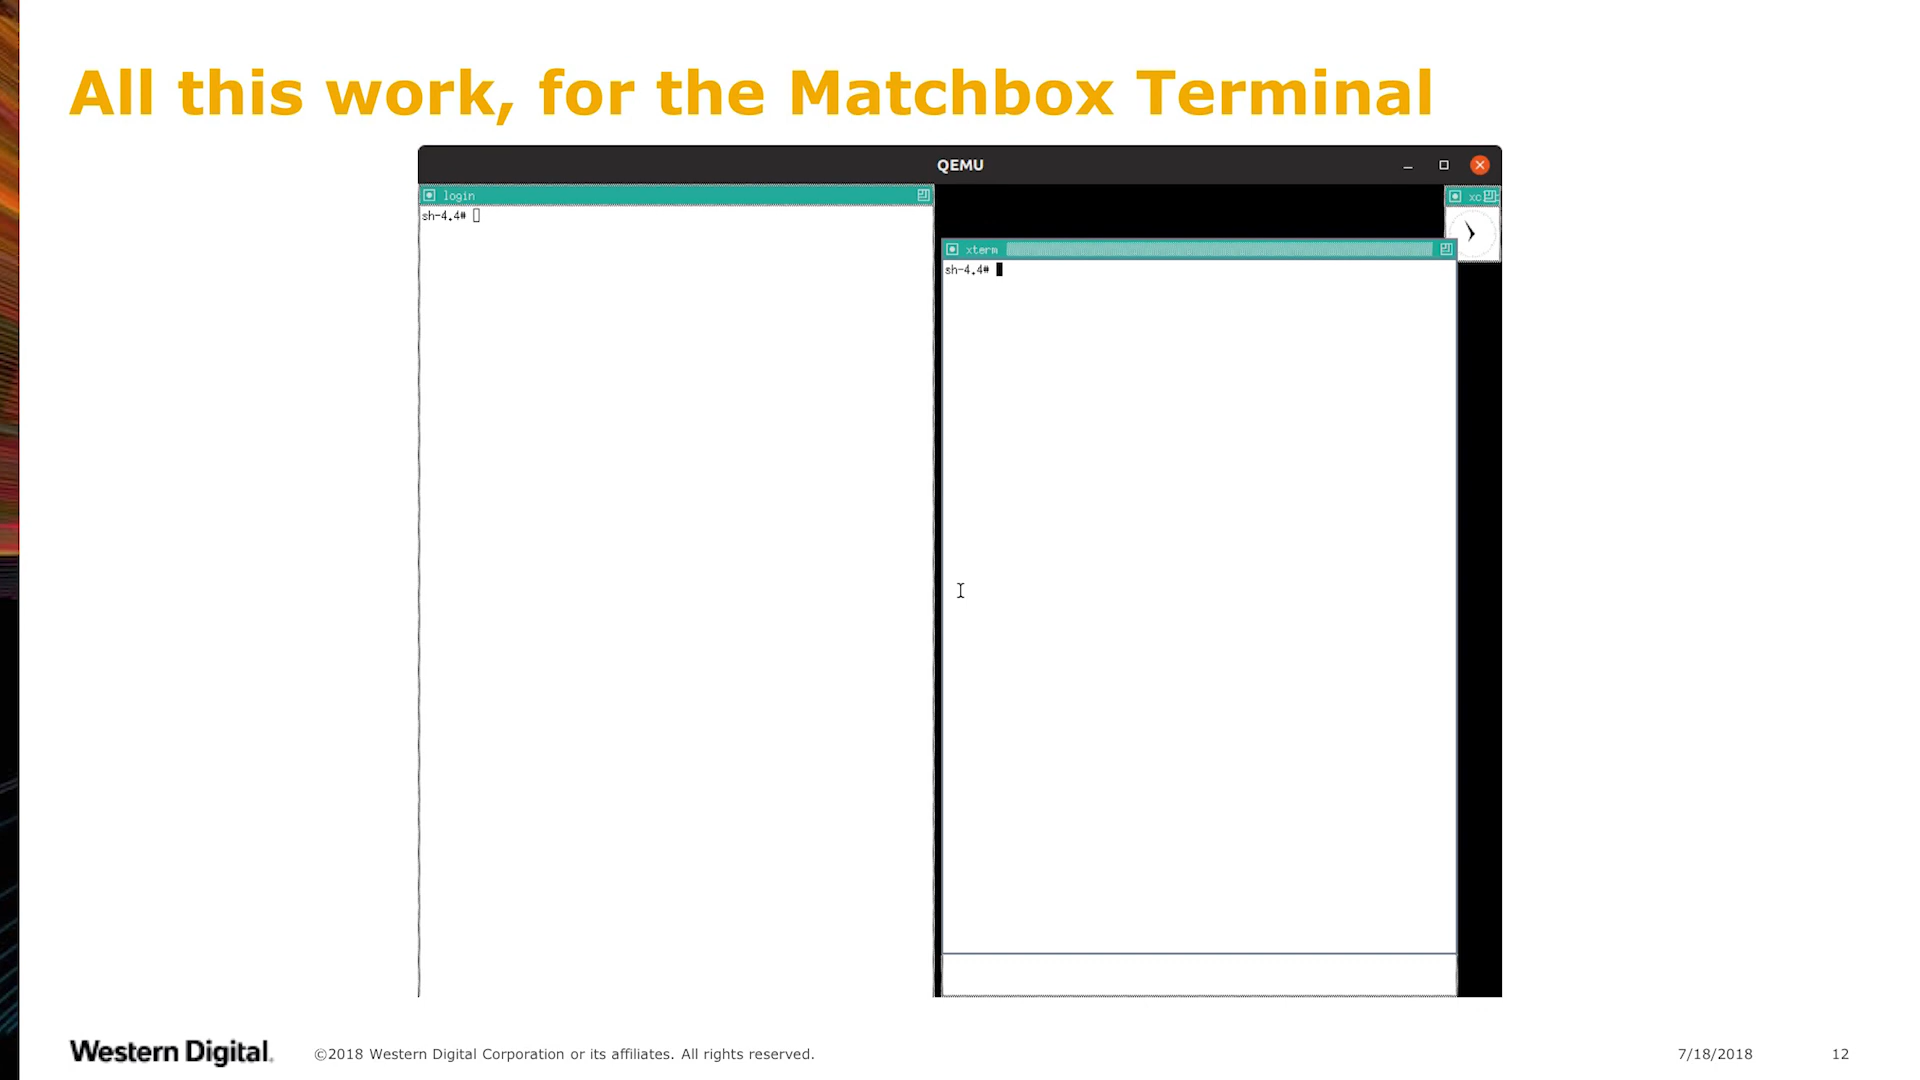 All this work, for the Matchbox Terminal
QEMU
login
sh-4.4#
xc
xterm
sh-4.4#
Western Digital.
©2018 Western Digital Corporation or its affiliates. All rights reserved.
7/18/2018
12